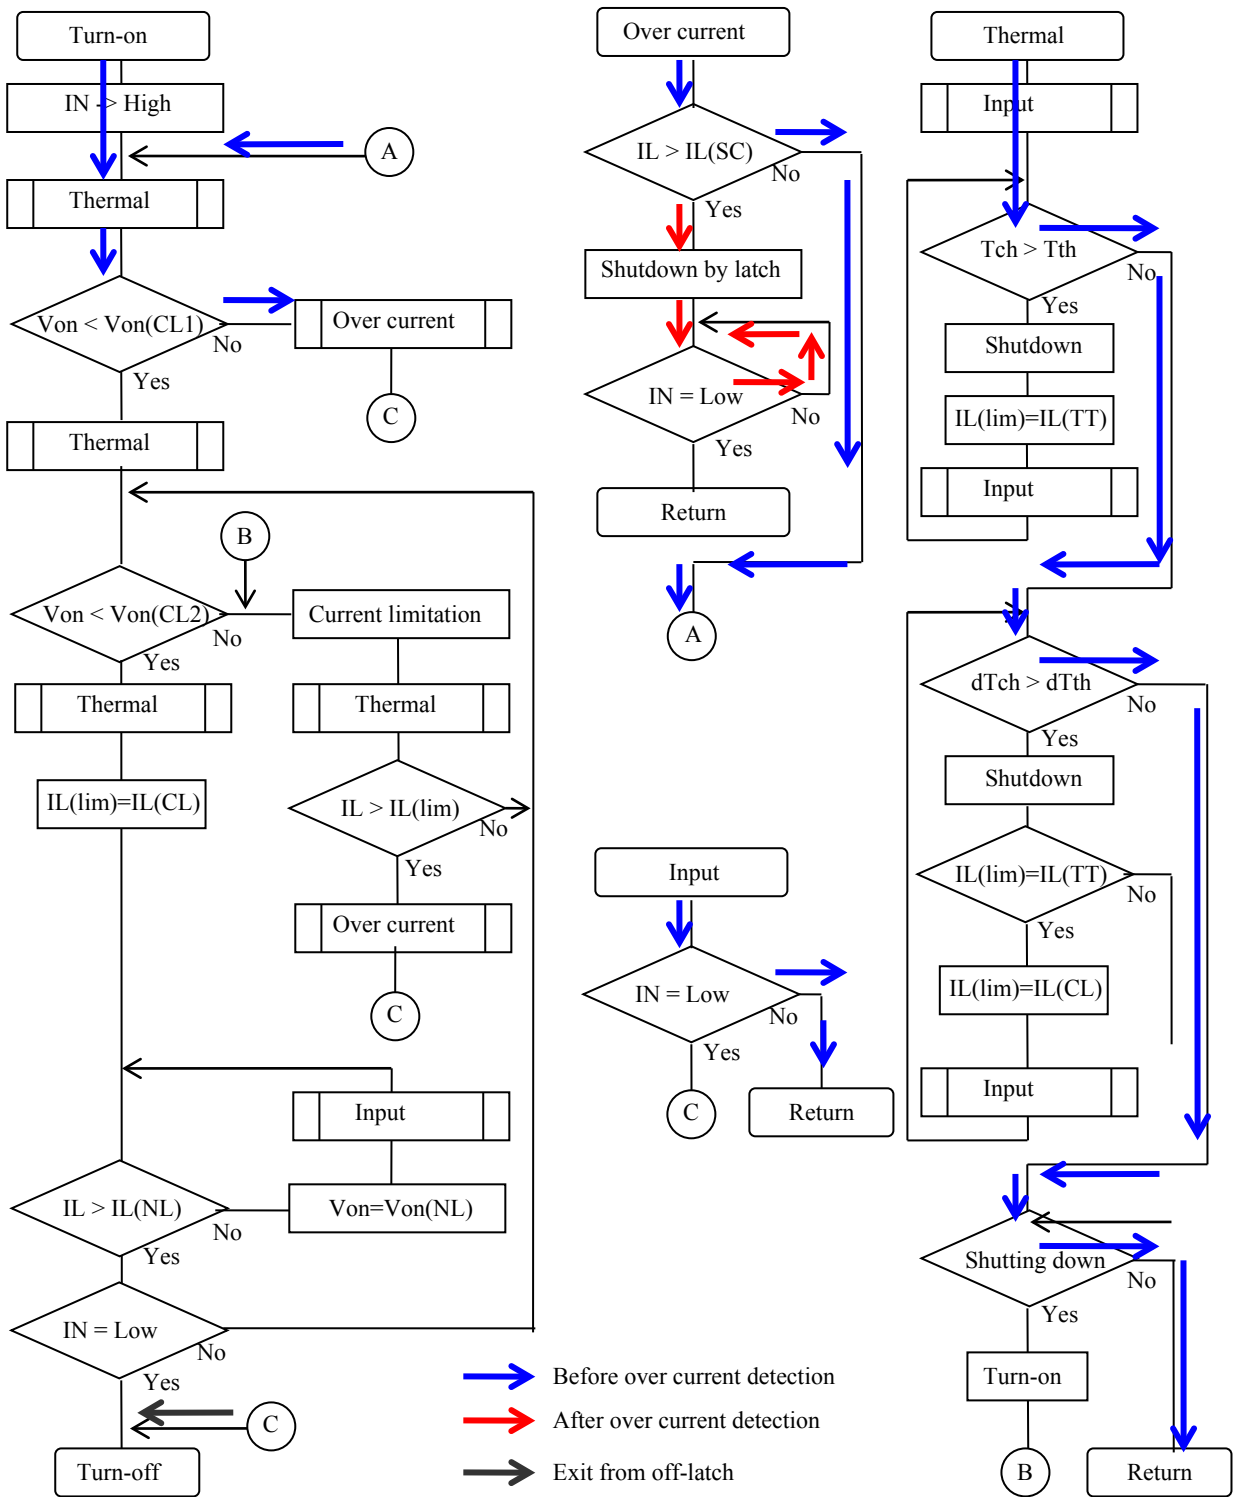 Turn-on
IN -> High
A
Thermal
Von < Von(CL1)
No
Yes
Over current
C
Thermal
B
Von < Von(CL2)
No
Yes
Current limitation
Thermal
Thermal
IL(lim)=IL(CL)
IL > IL(lim)
No
Yes
Over current
C
Input
IL > IL(NL)
No
Yes
Von=Von(NL)
IN = Low
No
Yes
C
Turn-off
Over current
IL > IL(SC)
No
Yes
Shutdown by latch
IN = Low
No
Yes
Return
A
Input
IN = Low
No
Yes
C
Return
Thermal
Input
Tch > Tth
No
Yes
Shutdown
IL(lim)=IL(TT)
Input
dTch > dTth
No
Yes
Shutdown
IL(lim)=IL(TT)
No
Yes
IL(lim)=IL(CL)
Input
Shutting down
No
Yes
Turn-on
B
Return
Before over current detection
After over current detection
Exit from off-latch